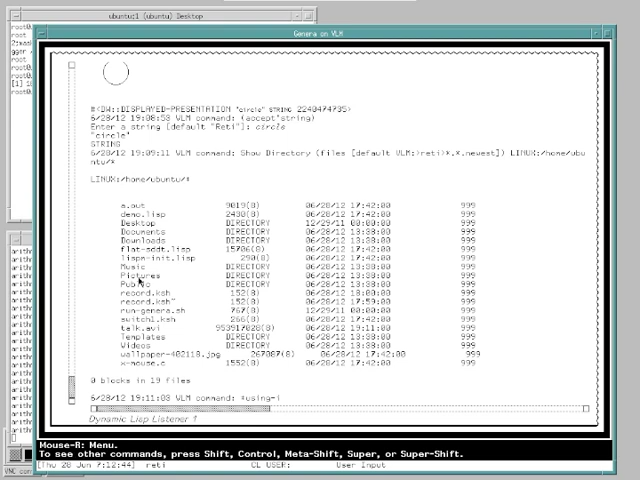 ubuntu:1 (ubuntu) Desktop
Genera on VLM
#<DW::DISPLAYED-PRESENTATION "circle" STRING 2240474735>
6/28/12 19:08:53 VLM command: (accept'string)
Enter a string [default "Reti"]: circle
"circle"
STRING
6/28/12 19:09:11 VLM command: Show Directory (files [default VLM:>reti>*.*.newest]) LINUX:/home/ubu
ntu/*
LINUX:/home/ubuntu/*
a.out 9019(8) 06/28/12 17:42:00 999
demo.lisp 2430(8) 06/28/12 17:42:00 999
Desktop DIRECTORY 12/29/11 00:00:00 999
Documents DIRECTORY 06/28/12 13:38:00 999
Downloads DIRECTORY 06/28/12 13:38:00 999
flat-sddt.lisp 15706(8) 06/28/12 17:42:00 999
lispm-init.lisp 290(8) 06/28/12 17:42:00 999
Music DIRECTORY 06/28/12 13:38:00 999
Pictures DIRECTORY 06/28/12 13:38:00 999
Public DIRECTORY 06/28/12 13:38:00 999
record.ksh 152(8) 06/28/12 18:00:00 999
record.ksh~ 152(8) 06/28/12 17:59:00 999
run-genera.sh 767(8) 12/29/11 00:00:00 999
switch1.ksh 266(8) 06/28/12 17:42:00 999
talk.avi 953917028(8) 06/28/12 19:11:00 999
Templates DIRECTORY 06/28/12 13:38:00 999
Videos DIRECTORY 06/28/12 13:38:00 999
wallpaper-402118.jpg 267087(8) 06/28/12 17:42:00 999
x-mouse.c 1552(8) 06/28/12 17:42:00 999
0 blocks in 19 files
6/28/12 19:11:03 VLM command: +using-i
Dynamic Lisp Listener 1
Mouse-R: Menu.
To see other commands, press Shift, Control, Meta-Shift, Super, or Super-Shift.
[Thu 28 Jun 7:12:44] reti CL USER: User Input